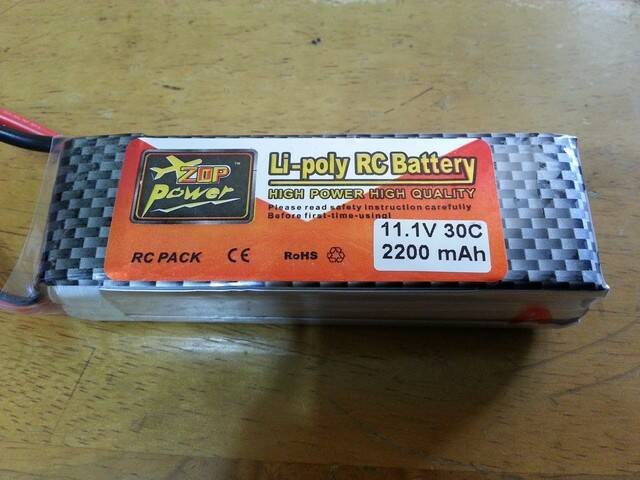 ZOP™
Power
Li-poly RC Battery
HIGH POWER HIGH QUALITY
Please read safety instruction carefully
Before first-time-using!
11.1V 30C
2200 mAh
RC PACK CE RoHS